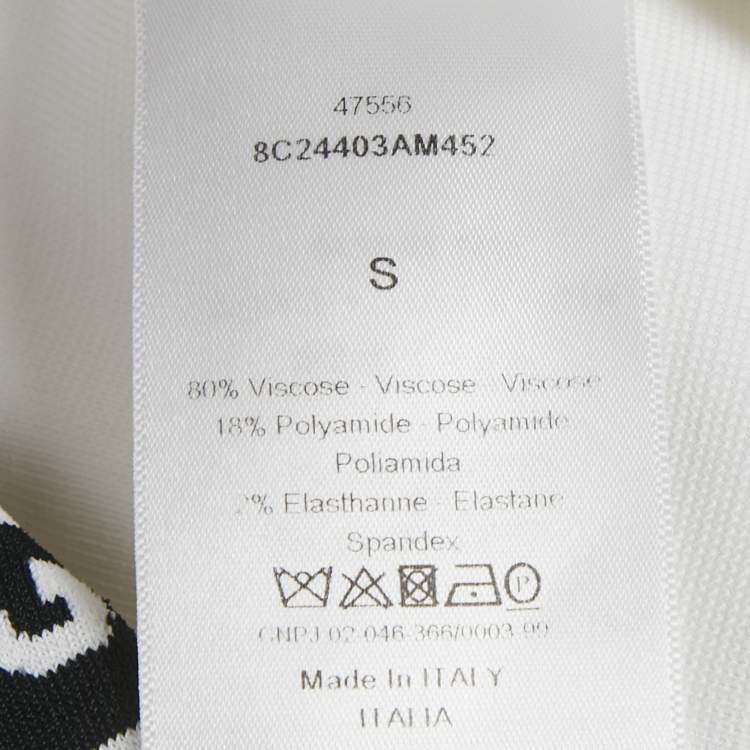 47556
8C24403AM452
S
80% Viscose - Viscose Viscose
18% Polyamide - Polyamide
Poliamida
2% Elasthanne - Elastane
Spandex
P
CNPJ 02 046 366/0003-99
Made In ITALY
ITALIA